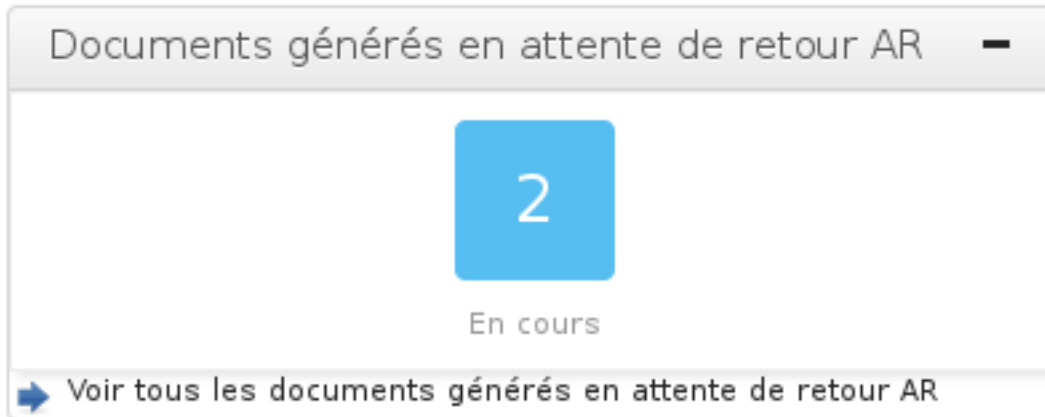 Documents générés en attente de retour AR
2
En cours
Voir tous les documents générés en attente de retour AR